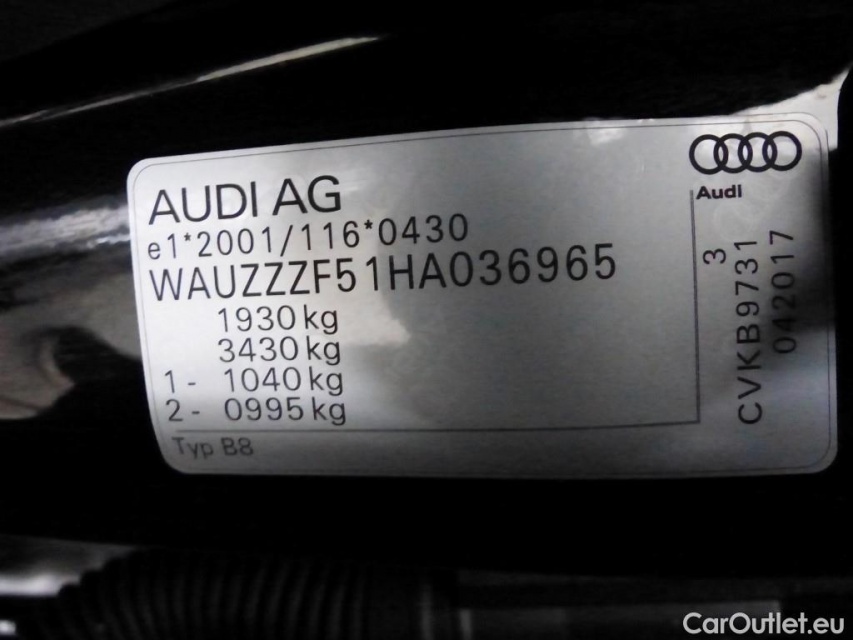 AUDI AG
e1*2001/116*0430
WAUZZZF51HA036965
1930 kg
3430 kg
1 - 1040 kg
2 - 0995 kg
Typ B8
Audi
3
CVKB9731
042017
CarOutlet.eu